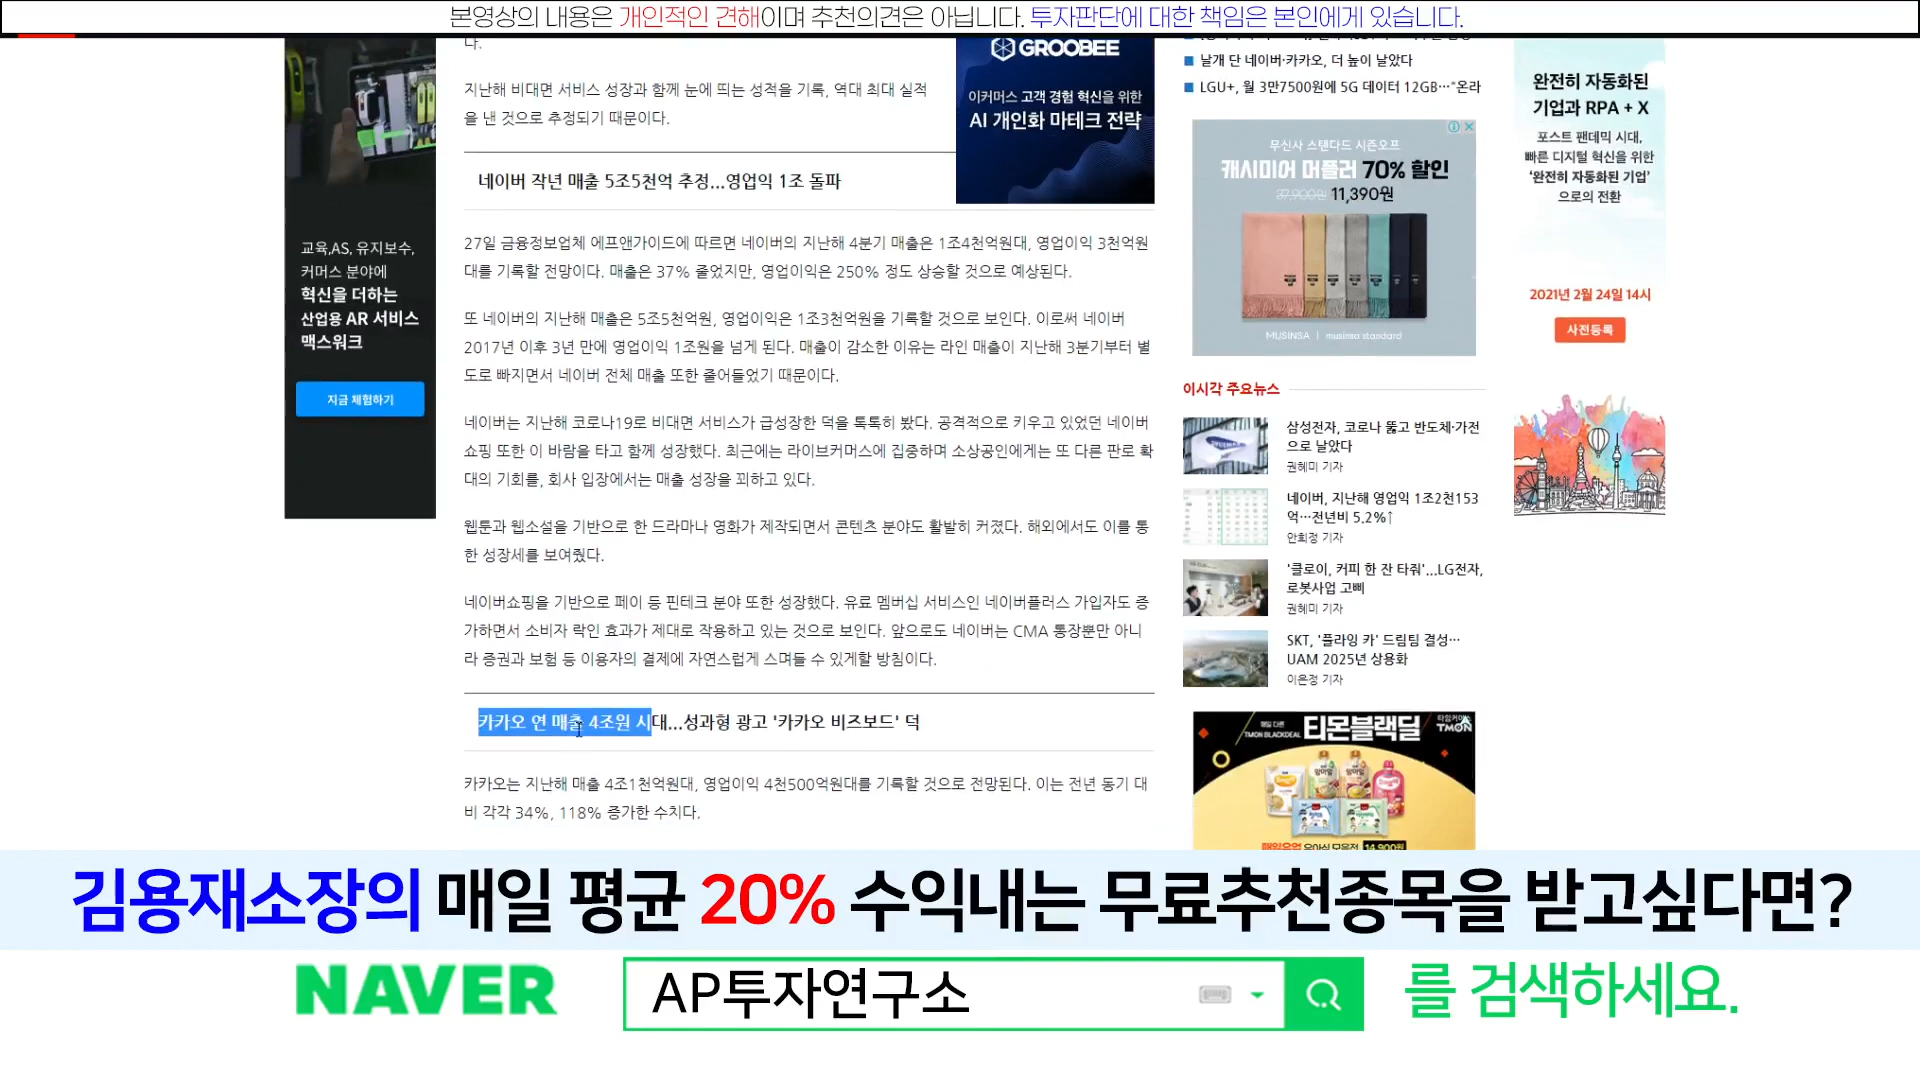 본영상의 내용은 개인적인 견해이며 추천의견은 아닙니다. 투자판단에 대한 책임은 본인에게 있습니다.
교육,AS, 유지보수,
커머스 분야에
혁신을 더하는
산업용 AR 서비스
맥스워크
지금 체험하기
다.
지난해 비대면 서비스 성장과 함께 눈에 띄는 성적을 기록, 역대 최대 실적
을 낸 것으로 추정되기 때문이다.
네이버 작년 매출 5조5천억 추정...영업익 1조 돌파
27일 금융정보업체 에프앤가이드에 따르면 네이버의 지난해 4분기 매출은 1조4천억원대, 영업이익 3천억원
대를 기록할 전망이다. 매출은 37% 줄었지만, 영업이익은 250% 정도 상승할 것으로 예상된다.
또 네이버의 지난해 매출은 5조5천억원, 영업이익은 1조3천억원을 기록할 것으로 보인다. 이로써 네이버
2017년 이후 3년 만에 영업이익 1조원을 넘게 된다. 매출이 감소한 이유는 라인 매출이 지난해 3분기부터 별
도로 빠지면서 네이버 전체 매출 또한 줄어들었기 때문이다.
네이버는 지난해 코로나19로 비대면 서비스가 급성장한 덕을 톡톡히 봤다. 공격적으로 키우고 있었던 네이버
쇼핑 또한 이 바람을 타고 함께 성장했다. 최근에는 라이브커머스에 집중하며 소상공인에게는 또 다른 판로 확
대의 기회를, 회사 입장에서는 매출 성장을 꾀하고 있다.
웹툰과 웹소설을 기반으로 한 드라마나 영화가 제작되면서 콘텐츠 분야도 활발히 커졌다. 해외에서도 이를 통
한 성장세를 보여줬다.
네이버쇼핑을 기반으로 페이 등 핀테크 분야 또한 성장했다. 유료 멤버십 서비스인 네이버플러스 가입자도 증
가하면서 소비자 락인 효과가 제대로 작용하고 있는 것으로 보인다. 앞으로도 네이버는 CMA 통장뿐만 아니
라 증권과 보험 등 이용자의 결제에 자연스럽게 스며들 수 있게할 방침이다.
카카오 연 매출 4조원 시대...성과형 광고 '카카오 비즈보드' 덕
카카오는 지난해 매출 4조1천억원대, 영업이익 4천500억원대를 기록할 것으로 전망된다. 이는 전년 동기 대
비 각각 34%, 118% 증가한 수치다.
GROOBEE
이커머스 고객 경험 혁신을 위한
AI 개인화 마테크 전략
날개 단 네이버·카카오, 더 높이 날았다
LGU+, 월 3만7500원에 5G 데이터 12GB…"온라
무신사 스탠다드 시즌오프
캐시미어 머플러 70% 할인
37,900원 11,390원
MUSINSA | musinsa standard
이시각 주요뉴스
삼성전자, 코로나 뚫고 반도체·가전
으로 날았다
권혜미 기자
네이버, 지난해 영업익 1조2천153
억…전년비 5.2%↑
안희정 기자
'클로이, 커피 한 잔 타줘'...LG전자,
로봇사업 고삐
권혜미 기자
SKT, '플라잉 카' 드림팀 결성…
UAM 2025년 상용화
이은정 기자
매일 다른
TMON BLACKDEAL
티몬블랙딜
타임커머스
TMON
14,900원
완전히 자동화된
기업과 RPA + X
포스트 팬데믹 시대,
빠른 디지털 혁신을 위한
'완전히 자동화된 기업'
으로의 전환
2021년 2월 24일 14시
사전등록
김용재소장의 매일 평균 20% 수익내는 무료추천종목을 받고싶다면?
NAVER AP투자연구소 를 검색하세요.